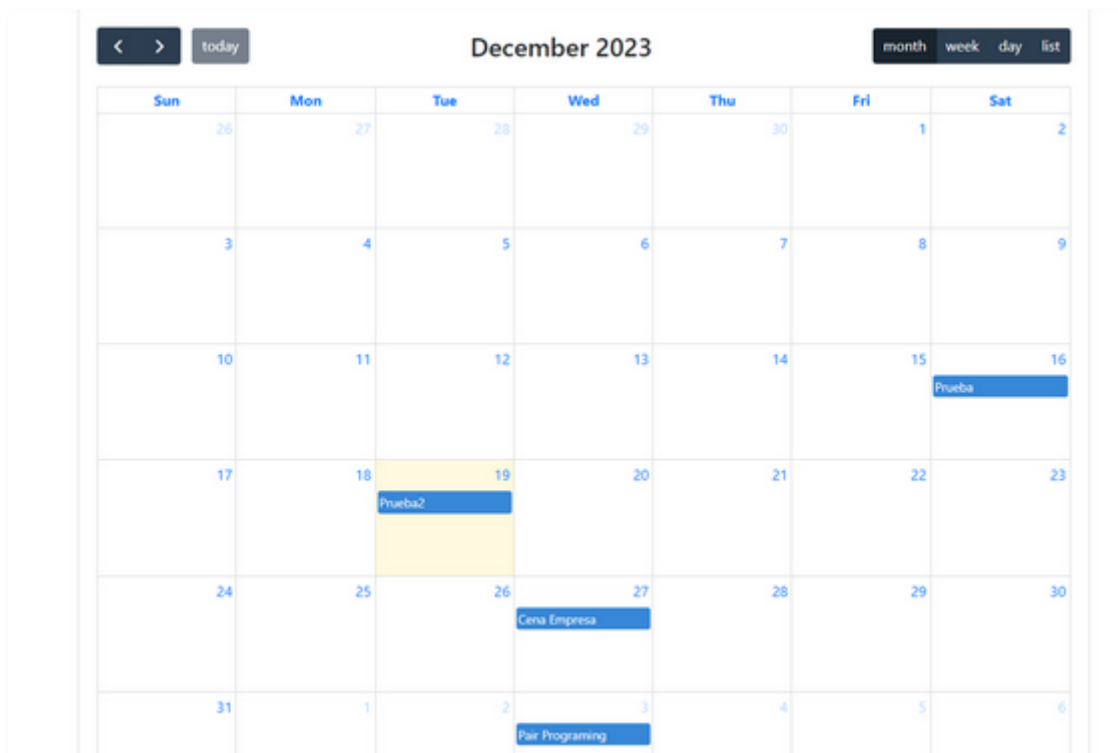 today December 2023 month week day list
Sun Mon Tue Wed Thu Fri Sat
26 27 28 29 30 1 2
3 4 5 6 7 8 9
10 11 12 13 14 15 16
Prueba
17 18 19 20 21 22 23
Prueba2
24 25 26 27 28 29 30
Cena Empresa
31 1 2 3 4 5 6
Pair Programing